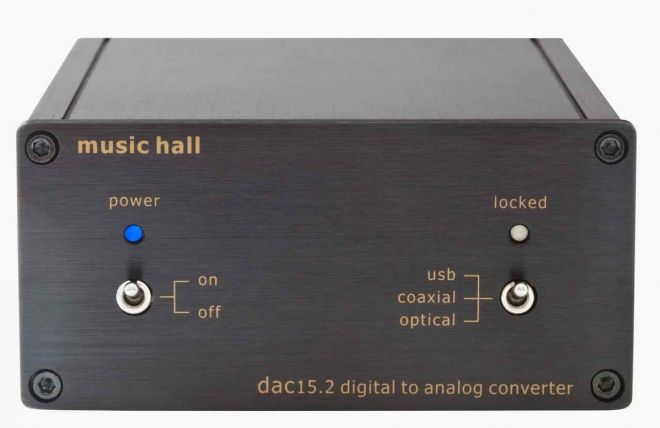 music hall
power
locked
on
off
usb
coaxial
optical
dac15.2 digital to analog converter